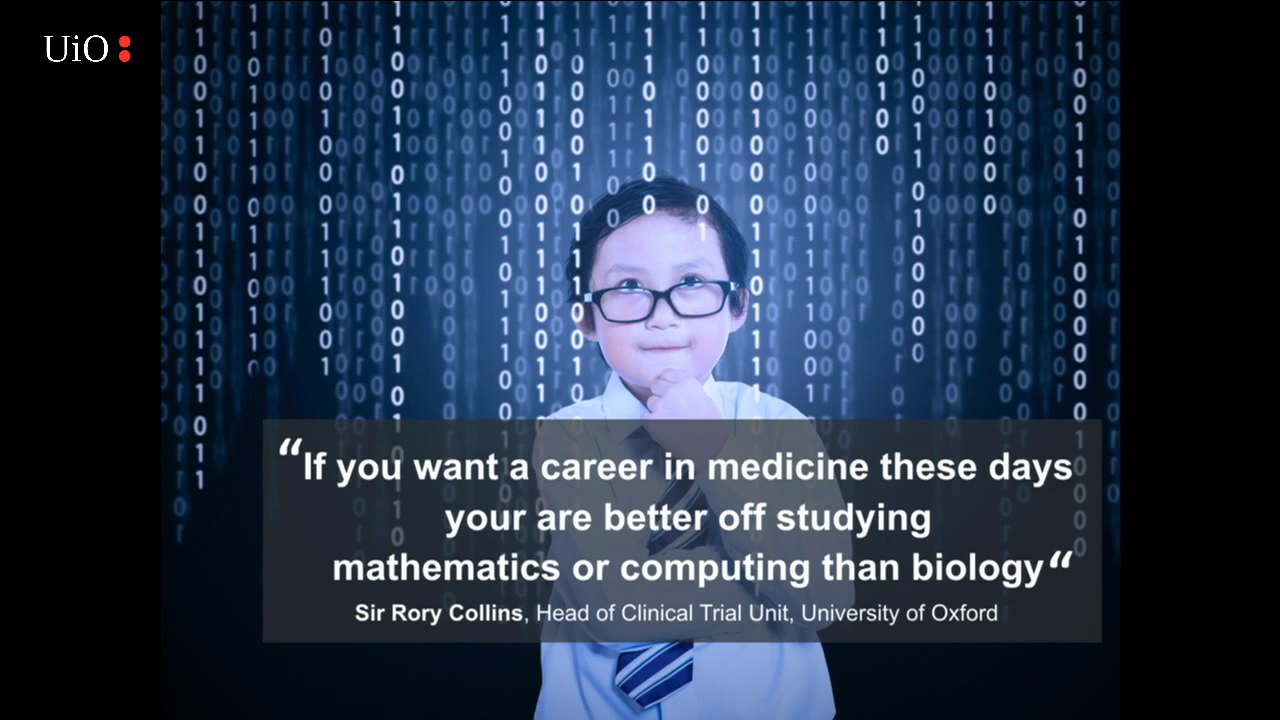 UiO
“If you want a career in medicine these days
your are better off studying
mathematics or computing than biology“
Sir Rory Collins, Head of Clinical Trial Unit, University of Oxford